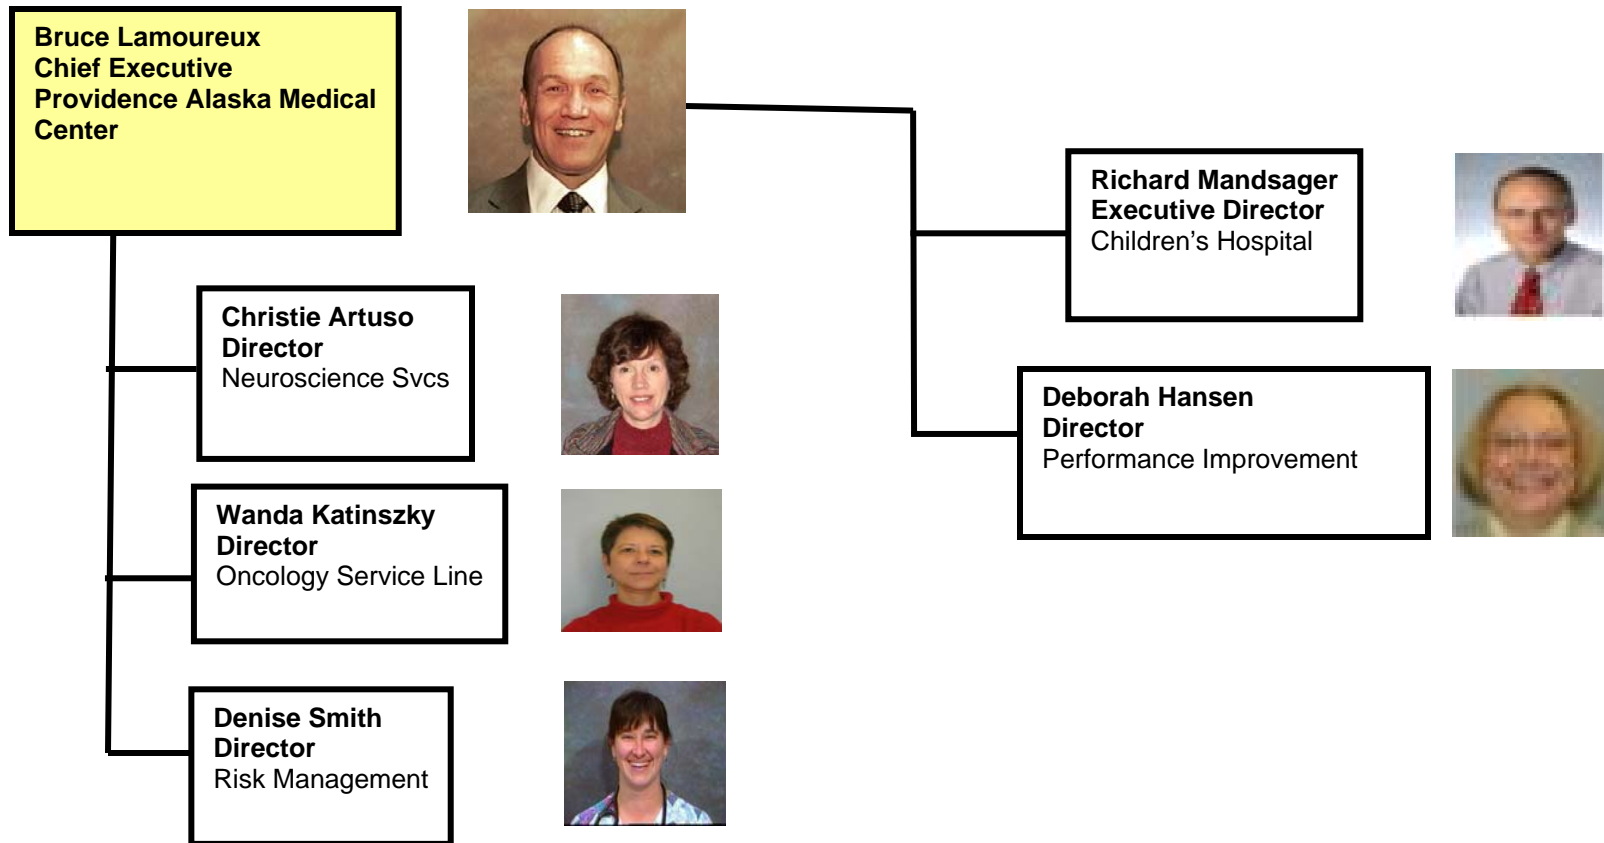 Bruce Lamoureux
Chief Executive
Providence Alaska Medical
Center
Christie Artuso
Director
Neuroscience Svcs
Wanda Katinszky
Director
Oncology Service Line
Denise Smith
Director
Risk Management
Richard Mandsager
Executive Director
Children’s Hospital
Deborah Hansen
Director
Performance Improvement